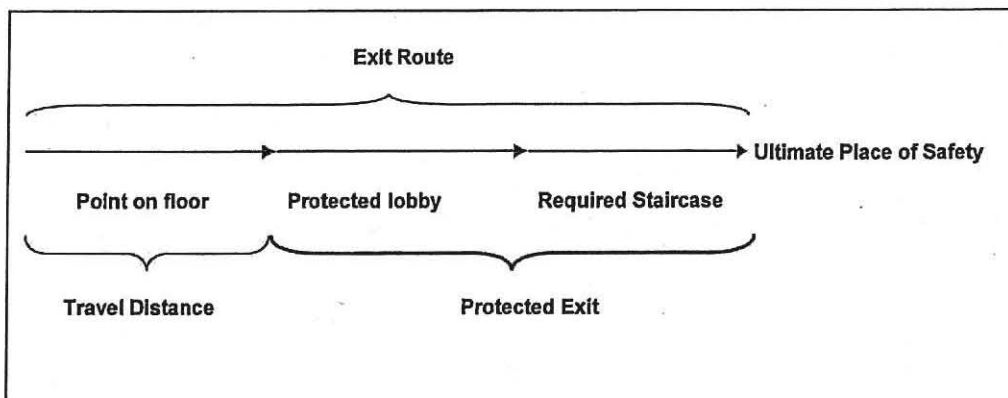 Exit Route
Ultimate Place of Safety
Point on floor
Protected lobby
Required Staircase
Travel Distance
Protected Exit